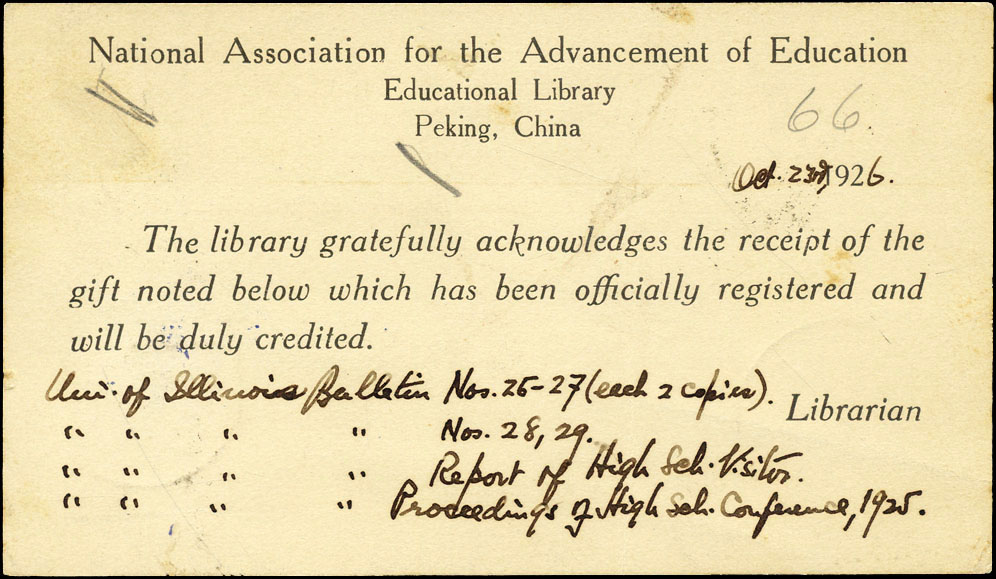 National Association for the Advancement of Education
Educational Library
Peking, China
66
Oct. 23rd, 1926.
The library gratefully acknowledges the receipt of the
gift noted below which has been officially registered and
will be duly credited.
Uni. of Illinois Bulletin Nos. 25-27 (each 2 copies).
Librarian
" " " " Nos. 28, 29.
" " " " Report of High Sch. Visitor.
" " " " Proceedings of High Sch. Conference, 1925.